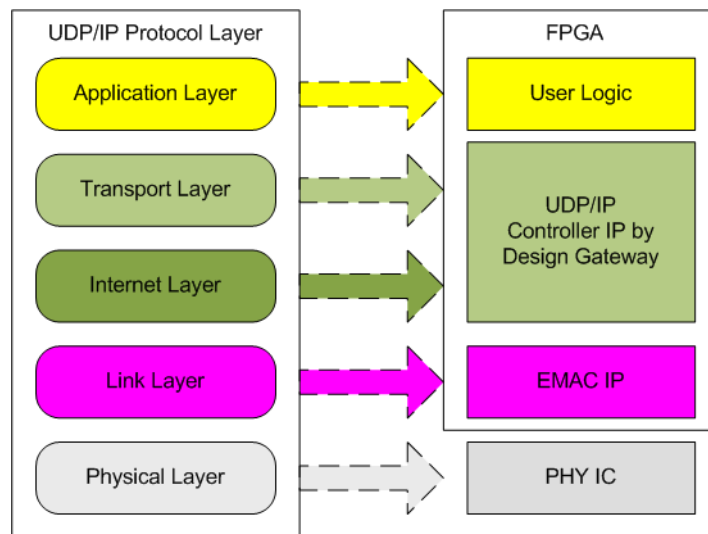 UDP/IP Protocol Layer
Application Layer
Transport Layer
Internet Layer
Link Layer
Physical Layer
FPGA
User Logic
UDP/IP
Controller IP by
Design Gateway
EMAC IP
PHY IC